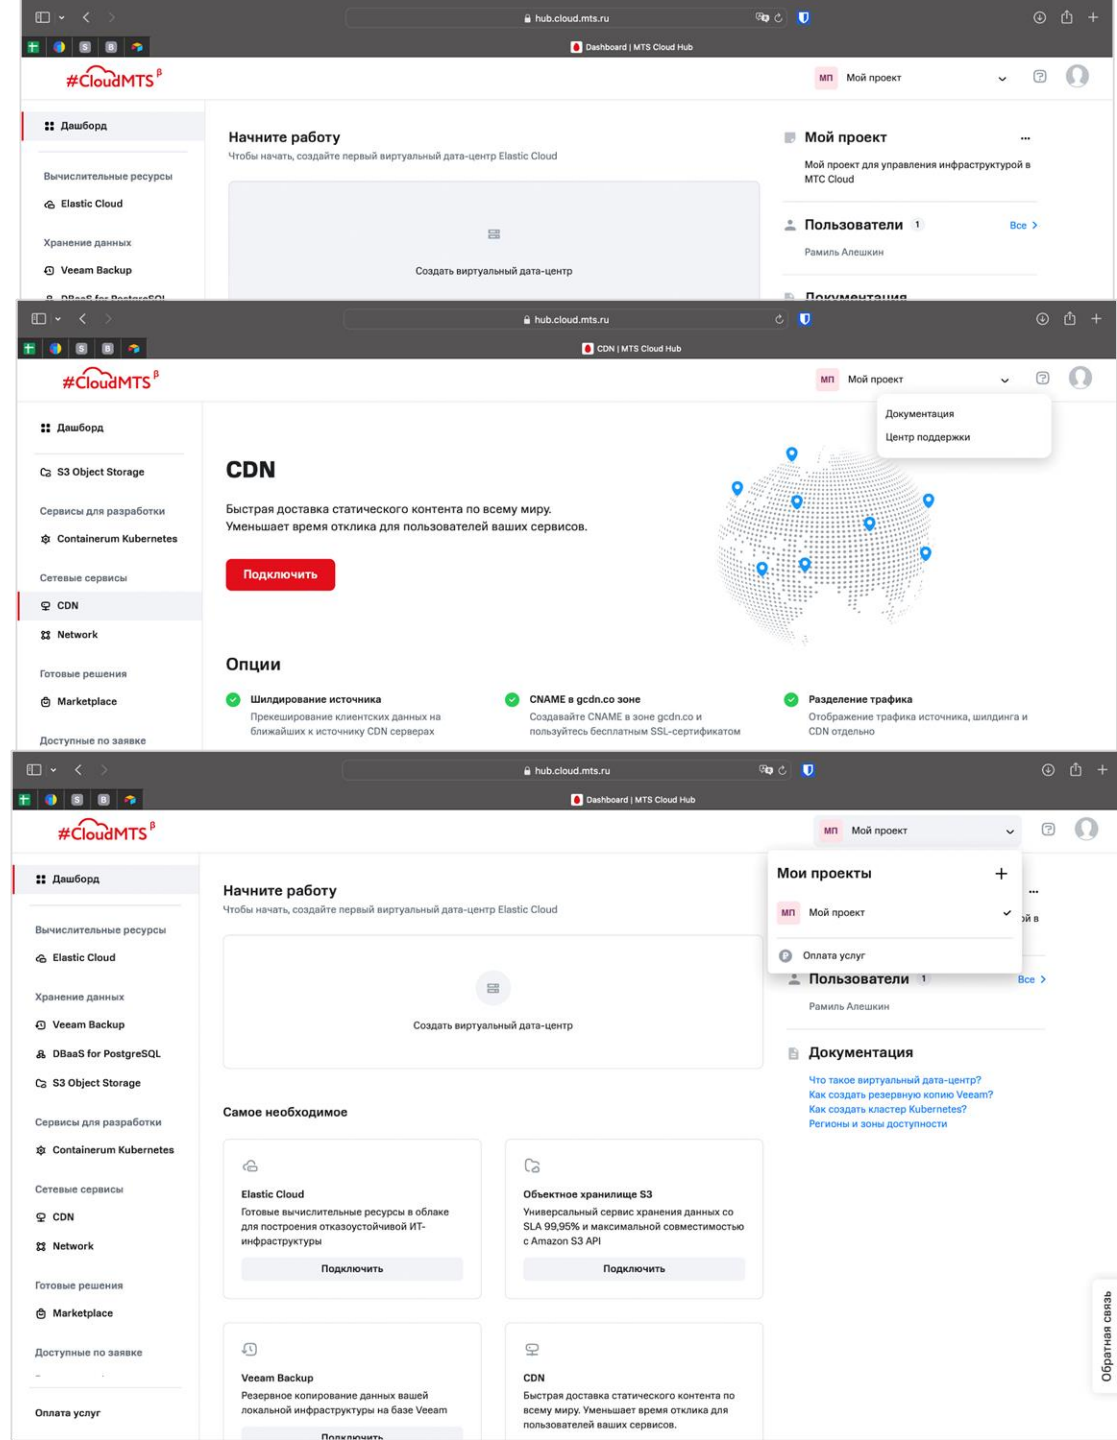 hub.cloud.mts.ru
S
B
Dashboard | MTS Cloud Hub
#CloudMTS β
МП Мой проект
Дашборд
Вычислительные ресурсы
Elastic Cloud
Хранение данных
Veeam Backup
DBaaS for PostgreSQL
Начните работу
Чтобы начать, создайте первый виртуальный дата-центр Elastic Cloud
Создать виртуальный дата-центр
Мой проект
Мой проект для управления инфраструктурой в
МТС Cloud
Пользователи 1
Все >
Рамиль Алешкин
Документация
hub.cloud.mts.ru
S
B
CDN | MTS Cloud Hub
#CloudMTS β
МП Мой проект
Документация
Центр поддержки
Дашборд
S3 Object Storage
Сервисы для разработки
Containerum Kubernetes
Сетевые сервисы
CDN
Network
Готовые решения
Marketplace
Доступные по заявке
CDN
Быстрая доставка статического контента по всему миру.
Уменьшает время отклика для пользователей ваших сервисов.
Подключить
Опции
Шилдирование источника
Прекеширование клиентских данных на
ближайших к источнику CDN серверах
CNAME в gcdn.co зоне
Создавайте CNAME в зоне gcdn.co и
пользуйтесь бесплатным SSL-сертификатом
Разделение трафика
Отображение трафика источника, шилдинга и
CDN отдельно
hub.cloud.mts.ru
S
B
Dashboard | MTS Cloud Hub
#CloudMTS β
МП Мой проект
Мои проекты +
МП Мой проект
Оплата услуг
ой в
Дашборд
Вычислительные ресурсы
Elastic Cloud
Хранение данных
Veeam Backup
DBaaS for PostgreSQL
S3 Object Storage
Сервисы для разработки
Containerum Kubernetes
Сетевые сервисы
CDN
Network
Готовые решения
Marketplace
Доступные по заявке
Оплата услуг
Начните работу
Чтобы начать, создайте первый виртуальный дата-центр Elastic Cloud
Создать виртуальный дата-центр
Самое необходимое
Elastic Cloud
Готовые вычислительные ресурсы в облаке
для построения отказоустойчивой ИТ-
инфраструктуры
Подключить
Объектное хранилище S3
Универсальный сервис хранения данных со
SLA 99,95% и максимальной совместимостью
с Amazon S3 API
Подключить
Veeam Backup
Резервное копирование данных вашей
локальной инфраструктуры на базе Veeam
Подключить
CDN
Быстрая доставка статического контента по
всему миру. Уменьшает время отклика для
пользователей ваших сервисов.
Пользователи 1
Все >
Рамиль Алешкин
Документация
Что такое виртуальный дата-центр?
Как создать резервную копию Veeam?
Как создать кластер Kubernetes?
Регионы и зоны доступности
Обратная связь